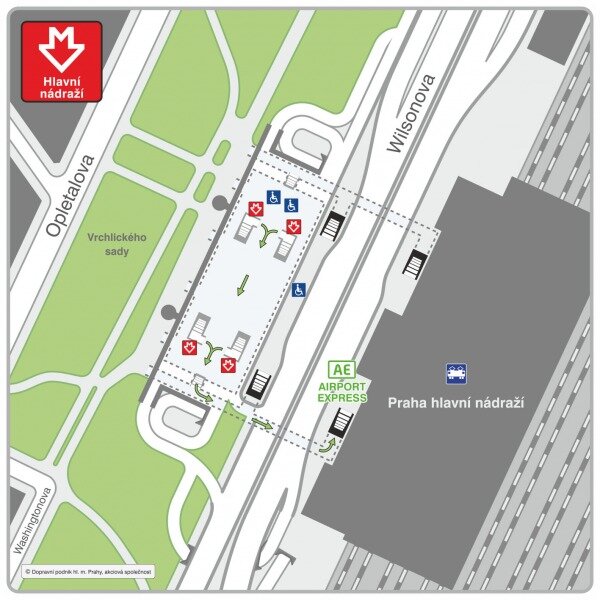 M
Hlavní
nádraží
Opletalova
Wilsonova
Vrchlického
sady
AE
AIRPORT
EXPRESS
Praha hlavní nádraží
Washingtonova
© Dopravní podnik hl. m. Prahy, akciová společnost